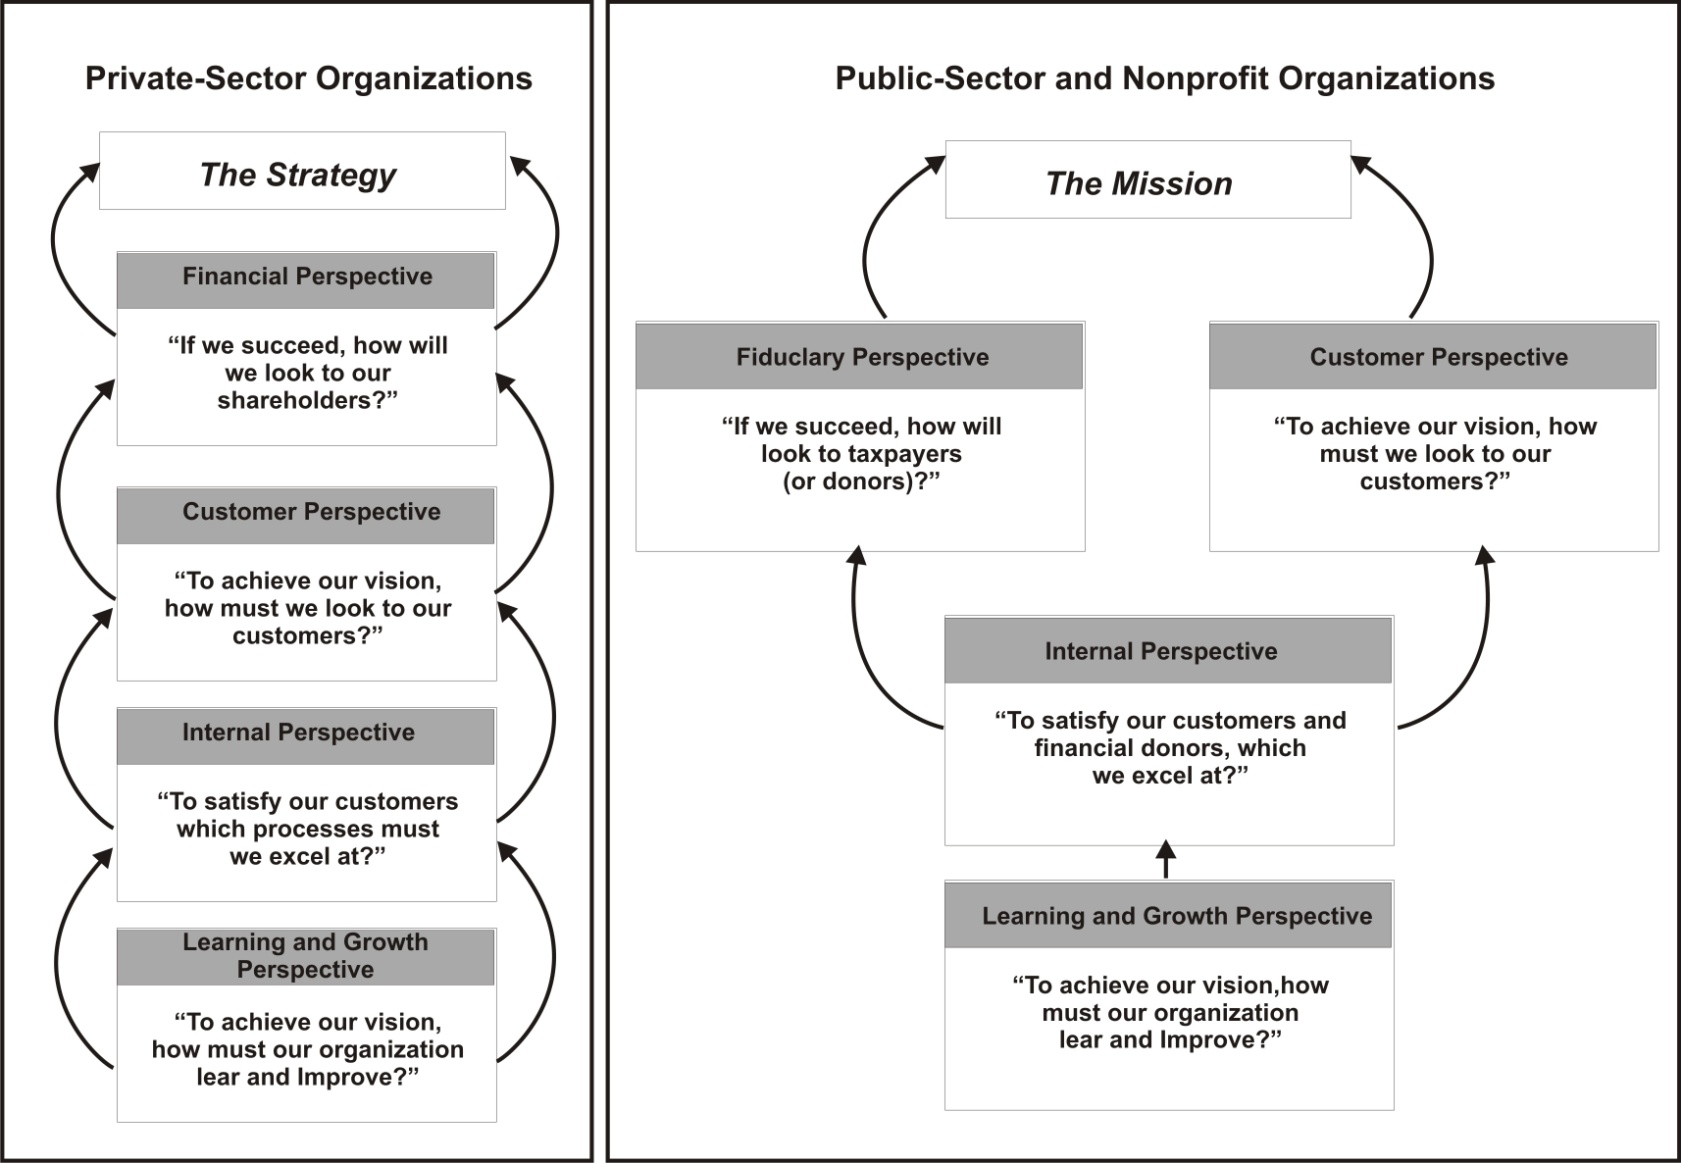 Private-Sector Organizations
The Strategy
Financial Perspective
“If we succeed, how will
we look to our
shareholders?”
Customer Perspective
“To achieve our vision,
how must we look to our
customers?”
Internal Perspective
“To satisfy our customers
which processes must
we excel at?”
Learning and Growth
Perspective
“To achieve our vision,
how must our organization
lear and Improve?”
Public-Sector and Nonprofit Organizations
The Mission
Fiduclary Perspective
“If we succeed, how will
look to taxpayers
(or donors)?”
Customer Perspective
“To achieve our vision, how
must we look to our
customers?”
Internal Perspective
“To satisfy our customers and
financial donors, which
we excel at?”
Learning and Growth Perspective
“To achieve our vision,how
must our organization
lear and Improve?”